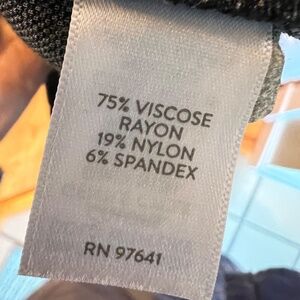 75% VISCOSE
RAYON
19% NYLON
6% SPANDEX
RN 97641